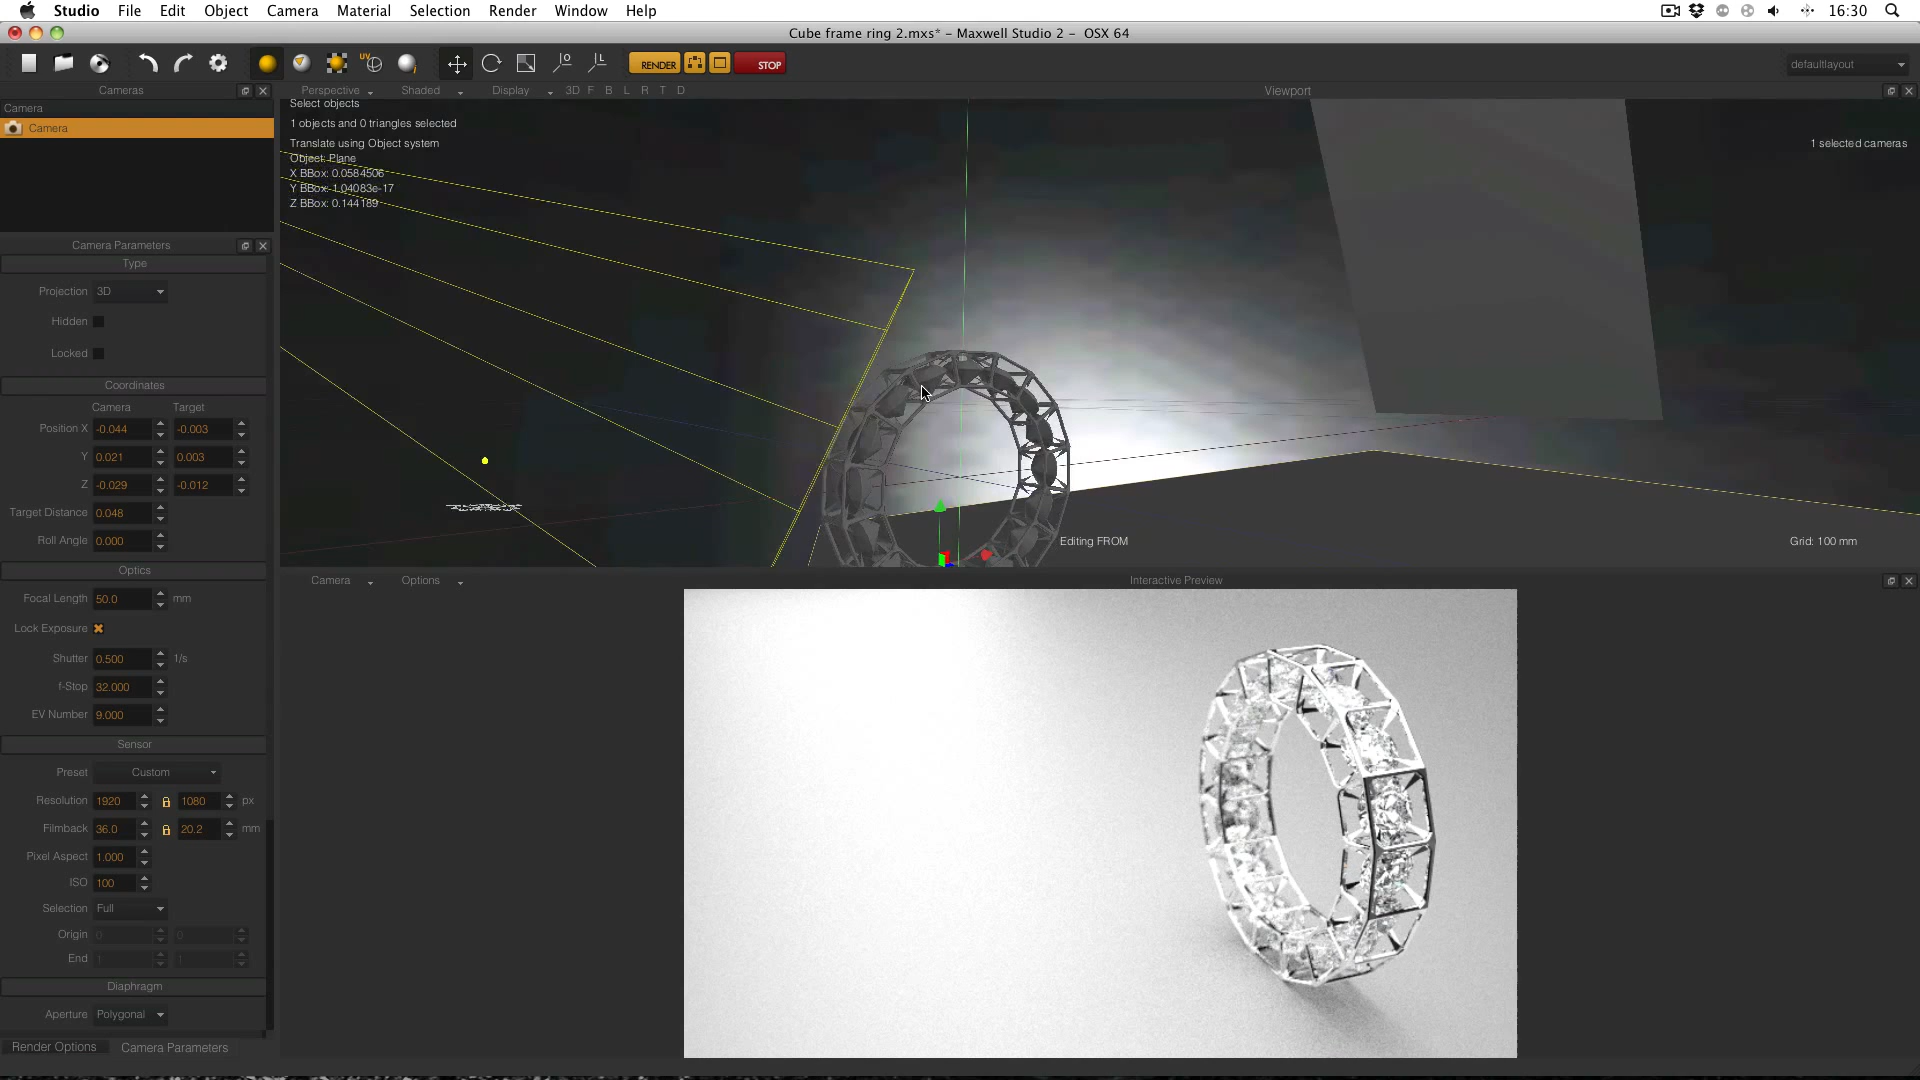 Studio File Edit Object Camera Material Selection Render Window Help 16:30
Cube frame ring 2.mxs* - Maxwell Studio 2 - OSX 64
UV RENDER STOP defaultlayout
Cameras Perspective Shaded Display 3D F B L R T D Viewport
Camera
Camera
Select objects
1 objects and 0 triangles selected
Translate using Object system
Object: Plane
X BBox: 0.0584506
Y BBox: 1.04083e-17
Z BBox: 0.144189
1 selected cameras
Editing FROM
Grid: 100 mm
Camera Parameters
Type
Projection 3D
Hidden
Locked
Coordinates
Camera Target
Position X -0.044 -0.003
Y 0.021 0.003
Z -0.029 -0.012
Target Distance 0.048
Roll Angle 0.000
Optics
Focal Length 50.0 mm
Lock Exposure
Shutter 0.500 1/s
f-Stop 32.000
EV Number 9.000
Sensor
Preset Custom
Resolution 1920 1080 px
Filmback 36.0 20.2 mm
Pixel Aspect 1.000
ISO 100
Selection Full
Origin 0 0
End 1 1
Diaphragm
Aperture Polygonal
Render Options Camera Parameters
Camera Options Interactive Preview